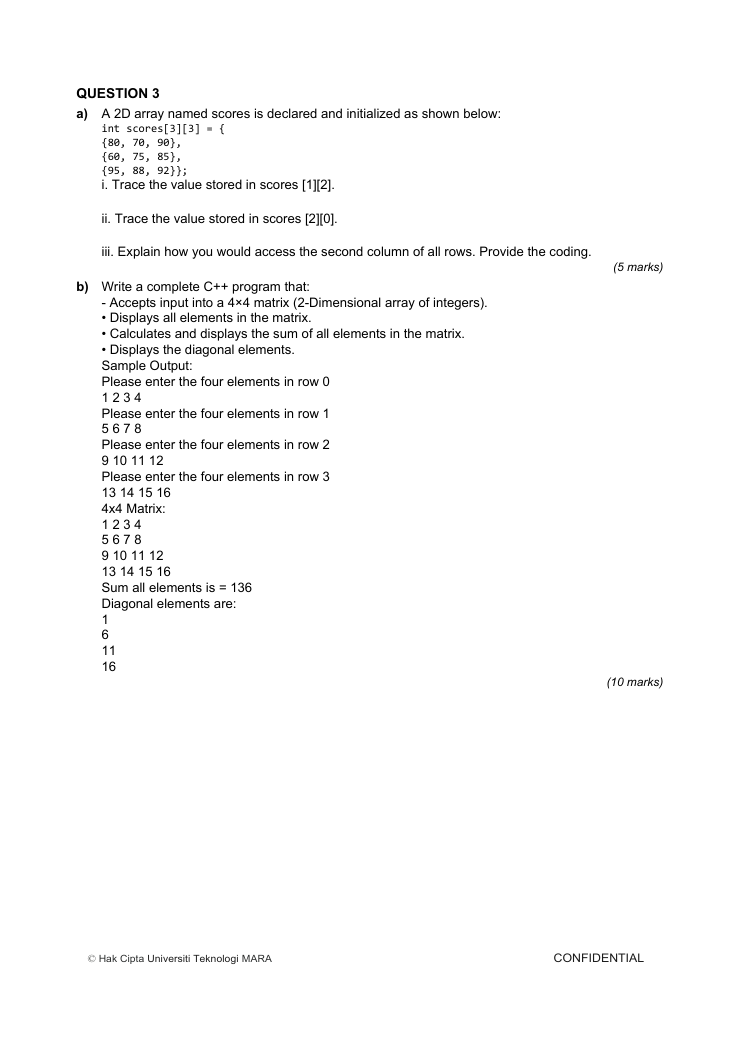 QUESTION 3
a) A 2D array named scores is declared and initialized as shown below:
int scores[3][3] = {
{80, 70, 90},
{60, 75, 85},
{95, 88, 92}};
i. Trace the value stored in scores [1][2].
ii. Trace the value stored in scores [2][0].
iii. Explain how you would access the second column of all rows. Provide the coding.
(5 marks)
b) Write a complete C++ program that:
- Accepts input into a 4×4 matrix (2-Dimensional array of integers).
• Displays all elements in the matrix.
• Calculates and displays the sum of all elements in the matrix.
• Displays the diagonal elements.
Sample Output:
Please enter the four elements in row 0
1 2 3 4
Please enter the four elements in row 1
5 6 7 8
Please enter the four elements in row 2
9 10 11 12
Please enter the four elements in row 3
13 14 15 16
4x4 Matrix:
1 2 3 4
5 6 7 8
9 10 11 12
13 14 15 16
Sum all elements is = 136
Diagonal elements are:
1
6
11
16
(10 marks)
© Hak Cipta Universiti Teknologi MARA CONFIDENTIAL